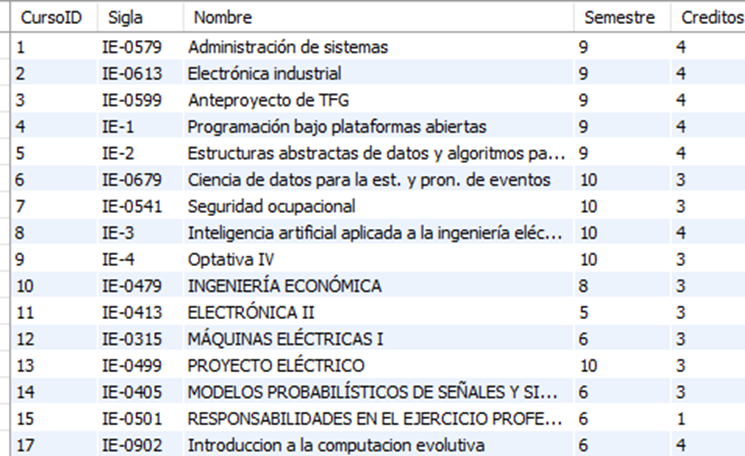 CursoID Sigla Nombre Semestre Creditos
1 IE-0579 Administración de sistemas 9 4
2 IE-0613 Electrónica industrial 9 4
3 IE-0599 Anteproyecto de TFG 9 4
4 IE-1 Programación bajo plataformas abiertas 9 4
5 IE-2 Estructuras abstractas de datos y algoritmos pa... 9 4
6 IE-0679 Ciencia de datos para la est. y pron. de eventos 10 3
7 IE-0541 Seguridad ocupacional 10 3
8 IE-3 Inteligencia artificial aplicada a la ingeniería eléc... 10 4
9 IE-4 Optativa IV 10 3
10 IE-0479 INGENIERÍA ECONÓMICA 8 3
11 IE-0413 ELECTRÓNICA II 5 3
12 IE-0315 MÁQUINAS ELÉCTRICAS I 6 3
13 IE-0499 PROYECTO ELÉCTRICO 10 3
14 IE-0405 MODELOS PROBABILÍSTICOS DE SEÑALES Y SI... 6 3
15 IE-0501 RESPONSABILIDADES EN EL EJERCICIO PROFE... 6 1
17 IE-0902 Introduccion a la computacion evolutiva 6 4